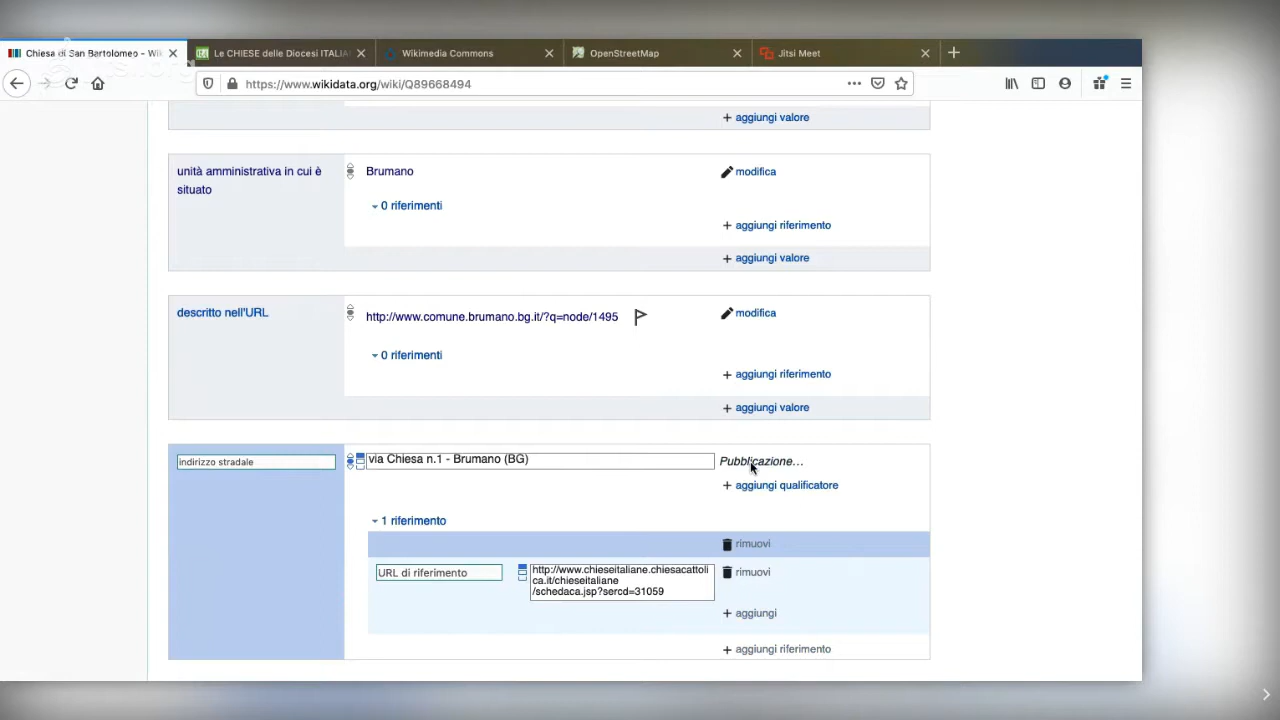 Chiesa di San Bartolomeo - Wik
Le CHIESE delle Diocesi ITALIA
Wikimedia Commons
OpenStreetMap
Jitsi Meet
https://www.wikidata.org/wiki/Q89668494
+ aggiungi valore
unità amministrativa in cui è
situato
Brumano
modifica
0 riferimenti
+ aggiungi riferimento
+ aggiungi valore
descritto nell'URL
http://www.comune.brumano.bg.it/?q=node/1495
modifica
0 riferimenti
+ aggiungi riferimento
+ aggiungi valore
indirizzo stradale
via Chiesa n.1 - Brumano (BG)
Pubblicazione…
+ aggiungi qualificatore
1 riferimento
rimuovi
URL di riferimento
http://www.chieseitaliane.chiesacattoli
ca.it/chieseitaliane
/schedaca.jsp?sercd=31059
rimuovi
+ aggiungi
+ aggiungi riferimento